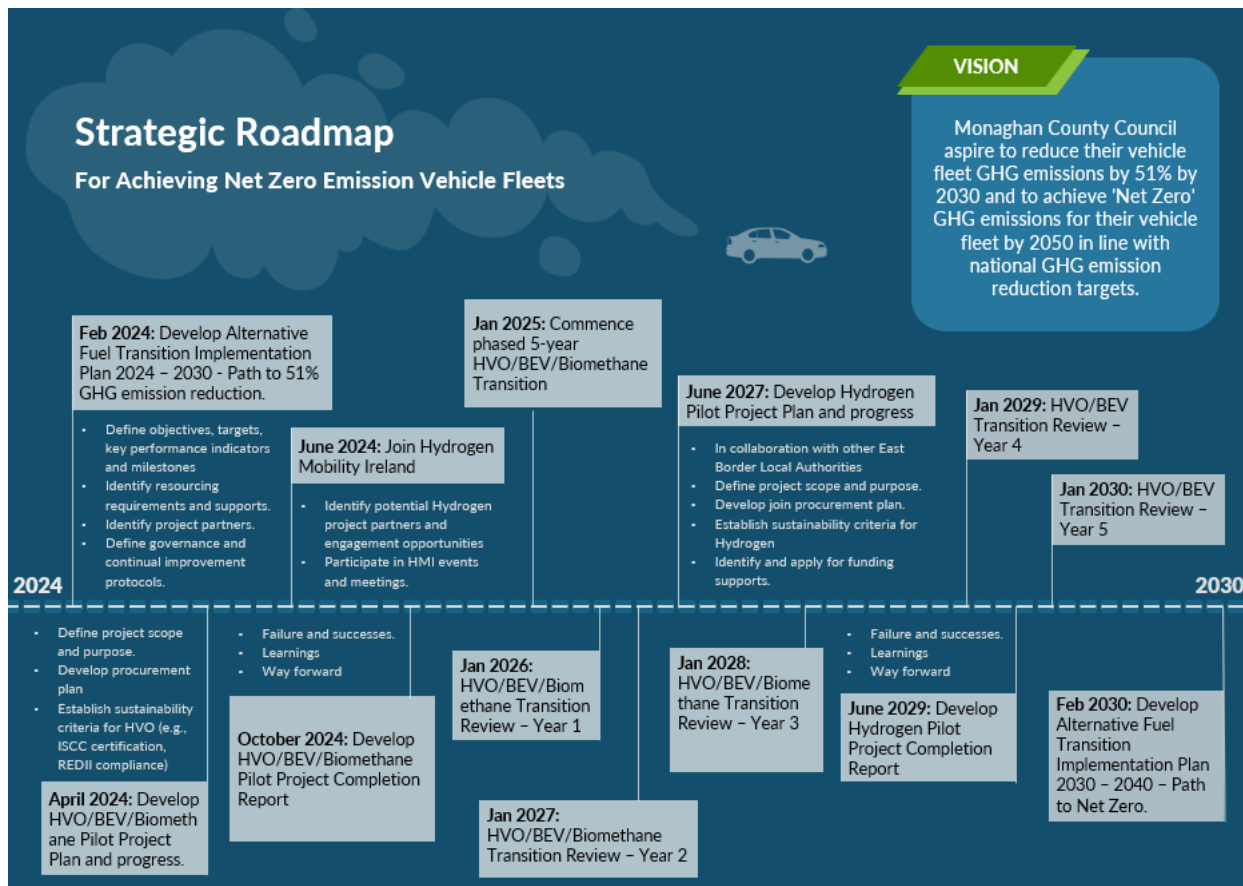 Strategic Roadmap
For Achieving Net Zero Emission Vehicle Fleets
VISION
Monaghan County Council
aspire to reduce their vehicle
fleet GHG emissions by 51% by
2030 and to achieve 'Net Zero'
GHG emissions for their vehicle
fleet by 2050 in line with
national GHG emission
reduction targets.
Feb 2024: Develop Alternative
Fuel Transition Implementation
Plan 2024 – 2030 - Path to 51%
GHG emission reduction.
• Define objectives, targets,
key performance indicators
and milestones
• Identify resourcing
requirements and supports.
• Identify project partners.
• Define governance and
continual improvement
protocols.
June 2024: Join Hydrogen
Mobility Ireland
• Identify potential Hydrogen
project partners and
engagement opportunities
• Participate in HMI events
and meetings.
Jan 2025: Commence
phased 5-year
HVO/BEV/Biomethane
Transition
June 2027: Develop Hydrogen
Pilot Project Plan and progress
• In collaboration with other East
Border Local Authorities
• Define project scope and purpose.
• Develop join procurement plan.
• Establish sustainability criteria for
Hydrogen
• Identify and apply for funding
supports.
Jan 2029: HVO/BEV
Transition Review –
Year 4
Jan 2030: HVO/BEV
Transition Review –
Year 5
2024
2030
• Define project scope
and purpose.
• Develop procurement
plan
• Establish sustainability
criteria for HVO (e.g.,
ISCC certification,
REDII compliance)
April 2024: Develop
HVO/BEV/Biometh
ane Pilot Project
Plan and progress.
• Failure and successes.
• Learnings
• Way forward
October 2024: Develop
HVO/BEV/Biomethane
Pilot Project Completion
Report
Jan 2026:
HVO/BEV/Biom
ethane Transition
Review – Year 1
Jan 2027:
HVO/BEV/Biomethane
Transition Review – Year 2
Jan 2028:
HVO/BEV/Biome
thane Transition
Review – Year 3
• Failure and successes.
• Learnings
• Way forward
June 2029: Develop
Hydrogen Pilot
Project Completion
Report
Feb 2030: Develop
Alternative Fuel
Transition
Implementation Plan
2030 – 2040 – Path
to Net Zero.